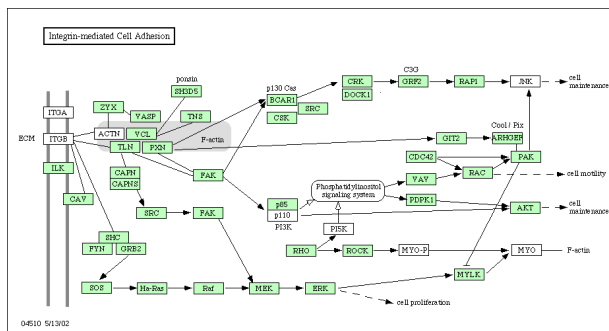 Integrin-mediated Cell Adhesion
C3G
ponsin
p130 Cas
CRK
GRF2
RAP1
JNK
cell
maintenance
SH3D5
DOCK1
ZYX
BCAR1
ITGA
VASP
TNS
SRC
CSK
Cool / Pix
ACTN
VCL
F-actin
ECM
ITGB
TLN
PXN
GIT2
ARHGEP
CDC42
PAK
ILK
CAPN
FAK
Phosphatidylinositol
signaling system
VAV
RAC
cell motility
CAPNS
CAV
PDPK1
SRC
FAK
p85
p110
PI3K
AKT
cell
maintenance
PI5K
SHC
FYN
GRB2
RHO
ROCK
MYO-P
MYO
F-actin
MYLK
SOS
Ha-Ras
Raf
MEK
ERK
cell proliferation
04510 5/13/02